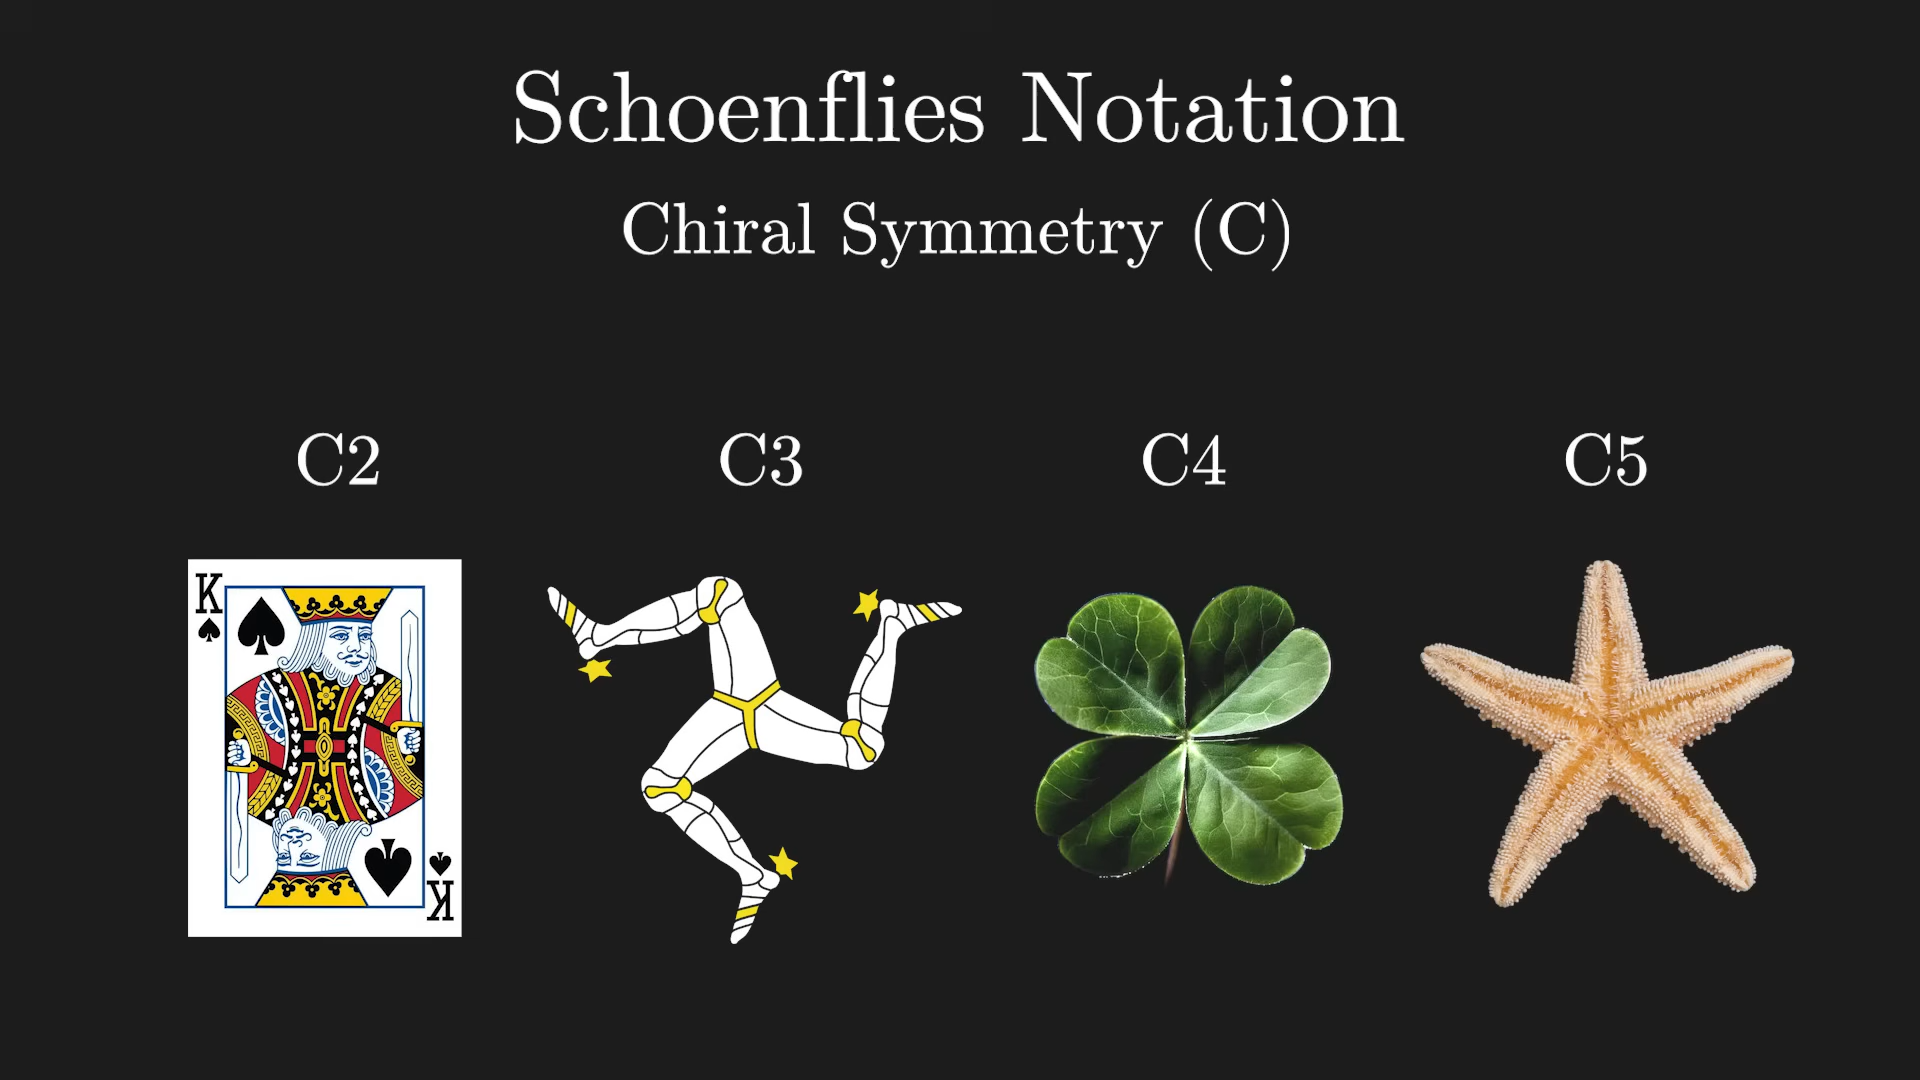 Schoenflies Notation
Chiral Symmetry (C)
C2 C3 C4 C5
K
K